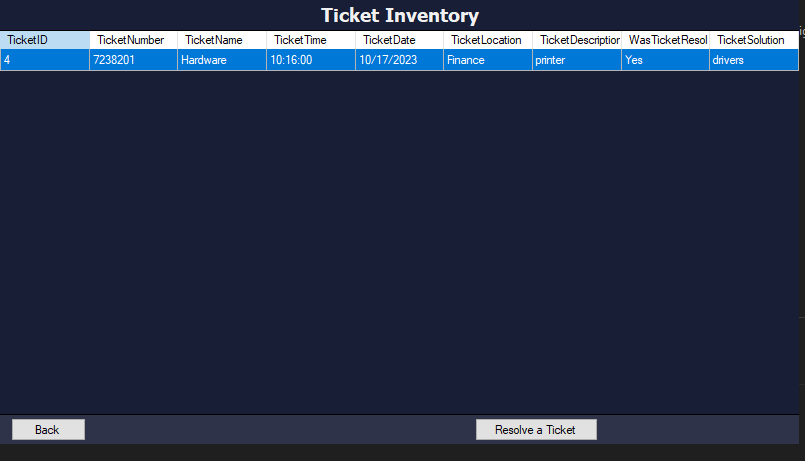 Ticket Inventory
TicketID TicketNumber TicketName TicketTime TicketDate TicketLocation TicketDescription WasTicketResol TicketSolution
4 7238201 Hardware 10:16:00 10/17/2023 Finance printer Yes drivers
Back Resolve a Ticket